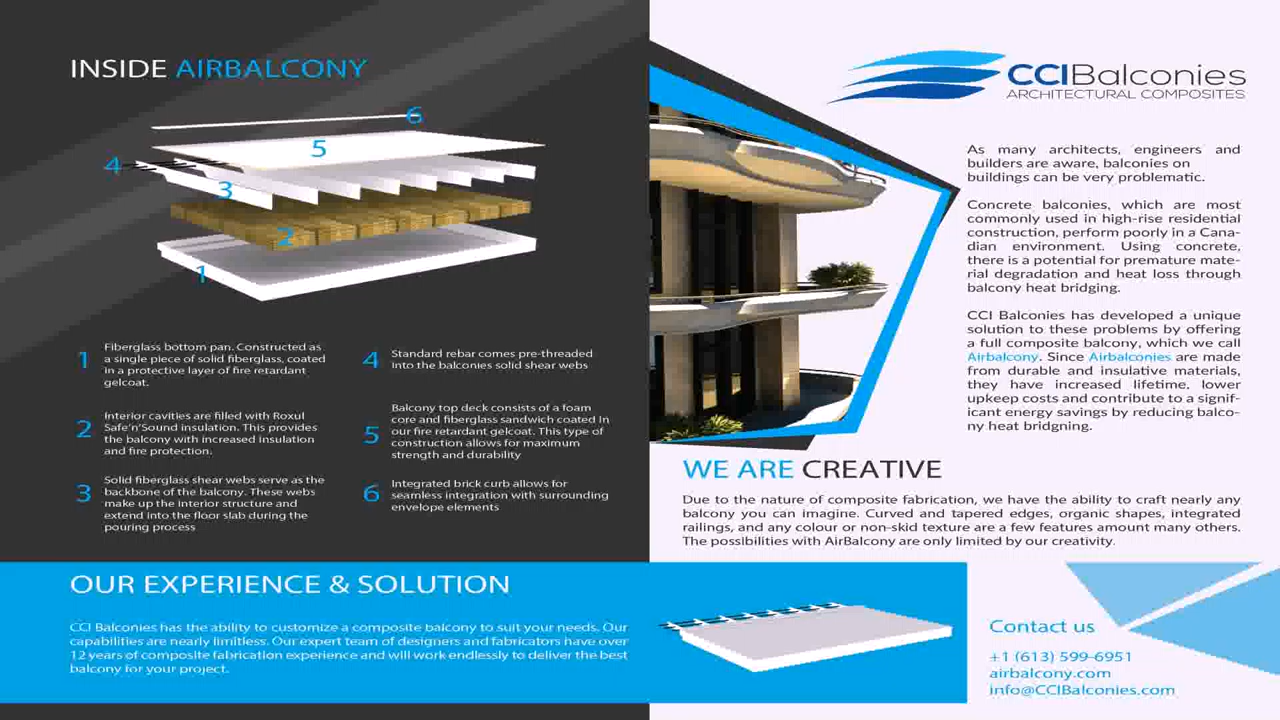 INSIDE AIRBALCONY
6
5
4
3
2
1
1 Fiberglass bottom pan. Constructed as
a single piece of solid fiberglass, coated
in a protective layer of fire retardant
gelcoat.
2 Interior cavities are filled with Roxul
Safe'n'Sound insulation. This provides
the balcony with increased insulation
and fire protection.
3 Solid fiberglass shear webs serve as the
backbone of the balcony. These webs
make up the interior structure and
extend into the floor slab during the
pouring process
4 Standard rebar comes pre-threaded
into the balconies solid shear webs
5 Balcony top deck consists of a foam
core and fiberglass sandwich coated in
our fire retardant gelcoat. This type of
construction allows for maximum
strength and durability
6 Integrated brick curb allows for
seamless integration with surrounding
envelope elements
OUR EXPERIENCE & SOLUTION
CCI Balconies has the ability to customize a composite balcony to suit your needs. Our
capabilities are nearly limitless. Our expert team of designers and fabricators have over
12 years of composite fabrication experience and will work endlessly to deliver the best
balcony for your project.
CCIBalconies
ARCHITECTURAL COMPOSITES
As many architects, engineers and
builders are aware, balconies on
buildings can be very problematic.
Concrete balconies, which are most
commonly used in high-rise residential
construction, perform poorly in a Cana-
dian environment. Using concrete,
there is a potential for premature mate-
rial degradation and heat loss through
balcony heat bridging.
CCI Balconies has developed a unique
solution to these problems by offering
a full composite balcony, which we call
Airbalcony. Since Airbalconies are made
from durable and insulative materials,
they have increased lifetime, lower
upkeep costs and contribute to a signif-
icant energy savings by reducing balco-
ny heat bridgning.
WE ARE CREATIVE
Due to the nature of composite fabrication, we have the ability to craft nearly any
balcony you can imagine. Curved and tapered edges, organic shapes, integrated
railings, and any colour or non-skid texture are a few features amount many others.
The possibilities with AirBalcony are only limited by our creativity.
Contact us
+1 (613) 599-6951
airbalcony.com
info@CCIBalconies.com